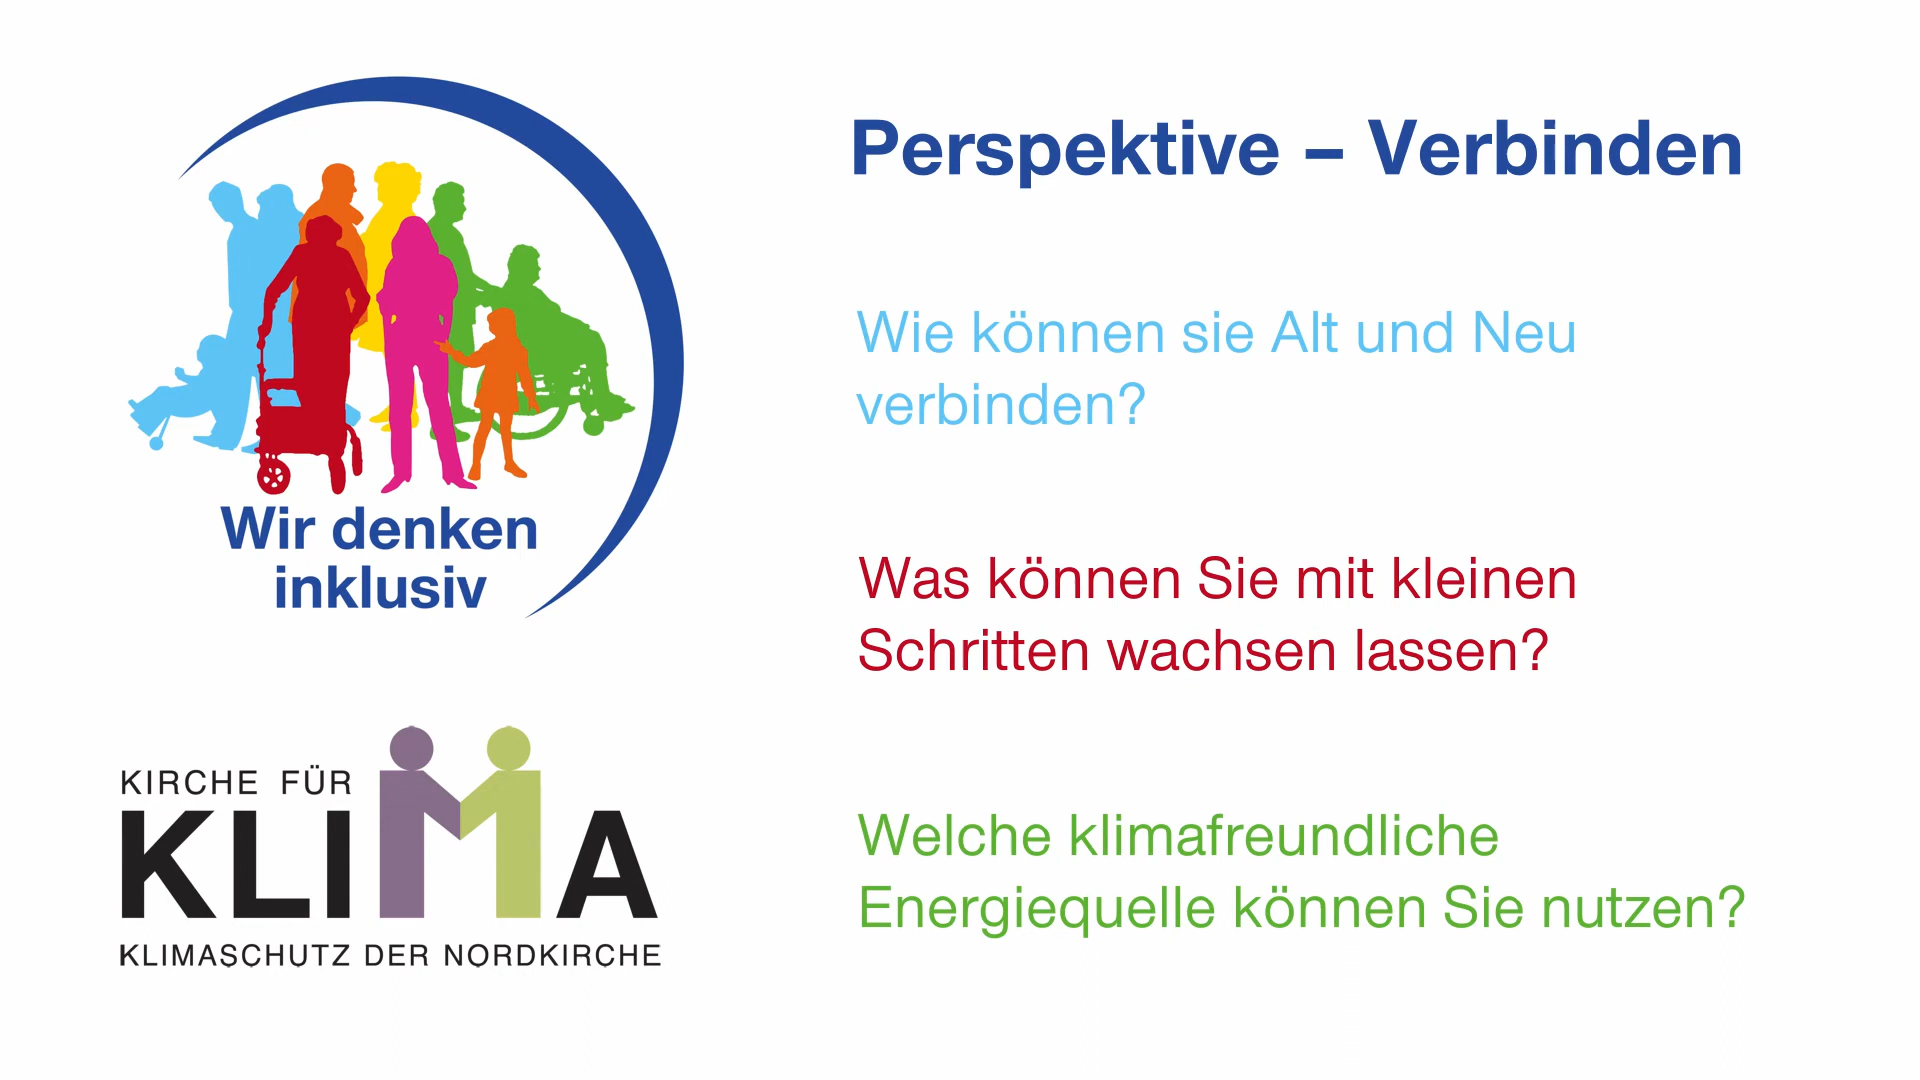 Wir denken
inklusiv
KIRCHE FÜR
KLIMA
KLIMASCHUTZ DER NORDKIRCHE
Perspektive – Verbinden
Wie können sie Alt und Neu
verbinden?
Was können Sie mit kleinen
Schritten wachsen lassen?
Welche klimafreundliche
Energiequelle können Sie nutzen?